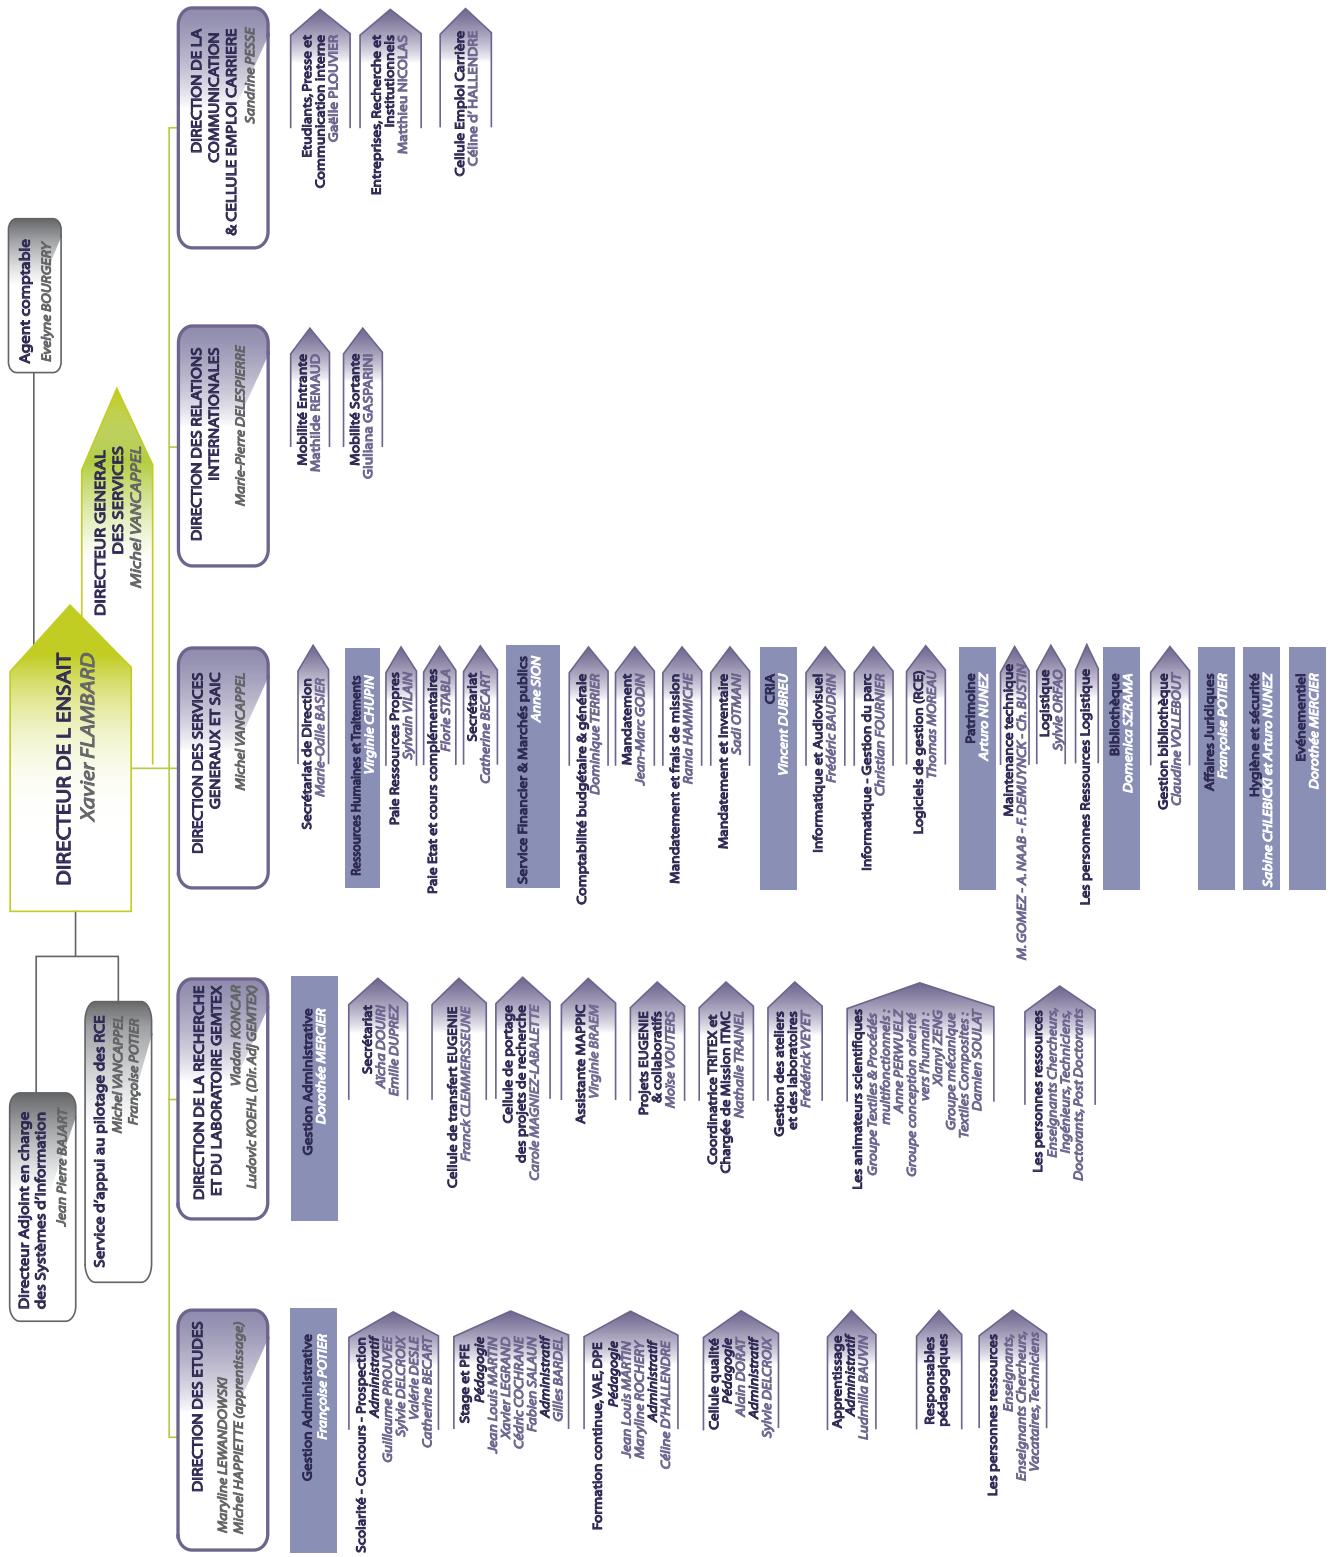 DIRECTEUR DE L ENSAIT
Xavier FLAMBARD
DIRECTEUR GENERAL
DES SERVICES
Michel VANCAPPEL
Agent comptable
Evelyne BOURGERY
Directeur Adjoint en charge
des Systèmes d'Information
Jean Pierre BAJART
Service d'appui au pilotage des RCE
Michel VANCAPPEL
Françoise POTIER
DIRECTION DES ETUDES
Maryline LEWANDOWSKI
Michel HAPPIETTE (apprentissage)
Gestion Administrative
Françoise POTIER
Scolarité - Concours - Prospection
Administratif
Guillaume PROUVEE
Sylvie DELCROIX
Valérie DESLE
Catherine BECART
Stage et PFE
Pédagogie
Jean Louis MARTIN
Xavier LEGRAND
Cédric COCHRANE
Fabien SALAUN
Administratif
Gilles BARDEL
Formation continue, VAE, DPE
Pédagogie
Jean Louis MARTIN
Maryline ROCHERY
Administratif
Céline D'HALLENDRE
Cellule qualité
Pédagogie
Alain DORAT
Administratif
Sylvie DELCROIX
Apprentissage
Administratif
Ludmilla BAUVIN
Responsables
pédagogiques
Les personnes ressources
Enseignants,
Enseignants Chercheurs,
Vacataires, Techniciens
DIRECTION DE LA RECHERCHE
ET DU LABORATOIRE GEMTEX
Vladan KONCAR
Ludovic KOEHL (Dir. Adj GEMTEX)
Gestion Administrative
Dorothée MERCIER
Secrétariat
Aïcha DOUIRI
Emilie DUPREZ
Cellule de transfert EUGENIE
Franck CLEMMERSSEUNE
Cellule de portage
des projets de recherche
Carole MAGNIEZ-LABALETTE
Assistante MAPPIC
Virginie BRAEM
Projets EUGENIE
& collaboratifs
Moïse VOUTERS
Coordinatrice TRITEX et
Chargée de Mission ITMC
Nathalie TRAINEL
Gestion des ateliers
et des laboratoires
Frédérick VEYET
Les animateurs scientifiques
Groupe Textiles & Procédés
multifonctionnels :
Anne PERWUELZ
Groupe conception orienté
vers l'humain :
Xianyi ZENG
Groupe mécanique
Textiles Composites :
Damien SOULAT
Les personnes ressources
Enseignants Chercheurs,
Ingénieurs, Techniciens,
Doctorants, Post Doctorants
DIRECTION DES SERVICES
GENERAUX ET SAIC
Michel VANCAPPEL
Secrétariat de Direction
Marie-Odile BASIER
Ressources Humaines et Traitements
Virginie CHUPIN
Paie Ressources Propres
Sylvain VILAIN
Paie Etat et cours complémentaires
Florie STABLA
Secrétariat
Catherine BECART
Service Financier & Marchés publics
Anne SION
Comptabilité budgétaire & générale
Dominique TERRIER
Mandatement
Jean-Marc GODIN
Mandatement et frais de mission
Rania HAMMICHE
Mandatement et Inventaire
Sadi OTMANI
CRIA
Vincent DUBREU
Informatique et Audiovisuel
Frédéric BAUDRIN
Informatique - Gestion du parc
Christian FOURNIER
Logiciels de gestion (RCE)
Thomas MOREAU
Patrimoine
Arturo NUNEZ
Maintenance technique
M. GOMEZ - A. NAAB - F. DEMUYNCK - Ch. BUSTIN
Logistique
Sylvie ORFAO
Les personnes Ressources Logistique
Bibliothèque
Domenica SZRAMA
Gestion bibliothèque
Claudine VOLLEBOUT
Affaires Juridiques
Françoise POTIER
Hygiène et sécurité
Sabine CHLEBICKI et Arturo NUNEZ
Evénementiel
Dorothée MERCIER
DIRECTION DES RELATIONS
INTERNATIONALES
Marie-Pierre DELESPIERRE
Mobilité Entrante
Mathilde REMAUD
Mobilité Sortante
Giuliana GASPARINI
DIRECTION DE LA
COMMUNICATION
& CELLULE EMPLOI CARRIERE
Sandrine PESSE
Etudiants, Presse et
Communication interne
Gaëlle PLOUVIER
Entreprises, Recherche et
Institutionnels
Matthieu NICOLAS
Cellule Emploi Carrière
Céline d' HALLENDRE